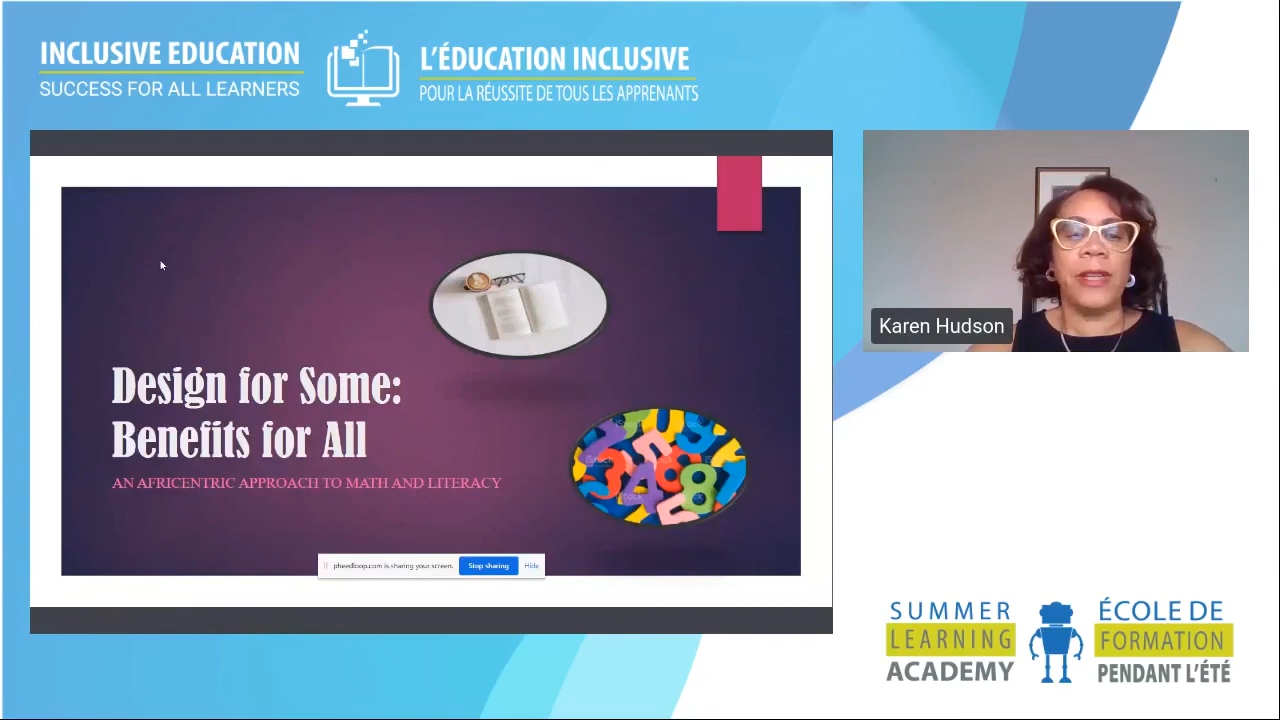 INCLUSIVE EDUCATION
SUCCESS FOR ALL LEARNERS
L'ÉDUCATION INCLUSIVE
POUR LA RÉUSSITE DE TOUS LES APPRENANTS
Design for Some:
Benefits for All
AN AFRICENTRIC APPROACH TO MATH AND LITERACY
pheedloop.com is sharing your screen.
Stop sharing
Hide
Karen Hudson
SUMMER
LEARNING
ACADEMY
ÉCOLE DE
FORMATION
PENDANT L'ÉTÉ